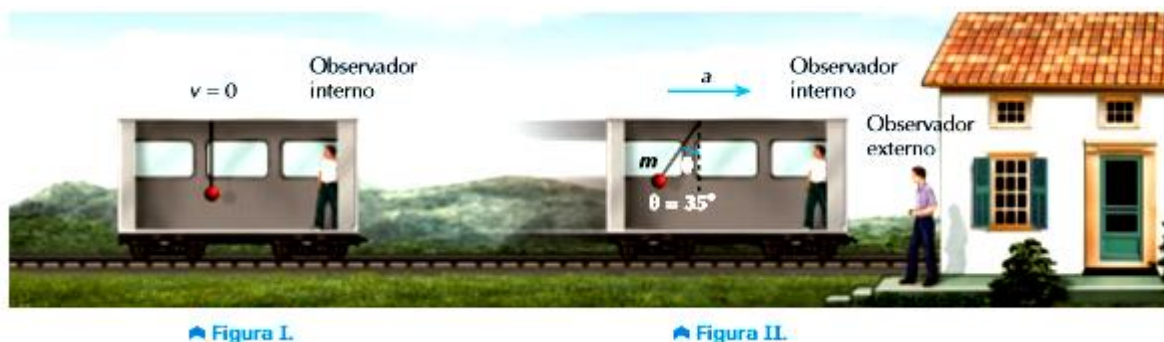 v = 0
Observador
interno
a
Observador
interno
Observador
externo
m
θ = 35°
Figura I.
Figura II.